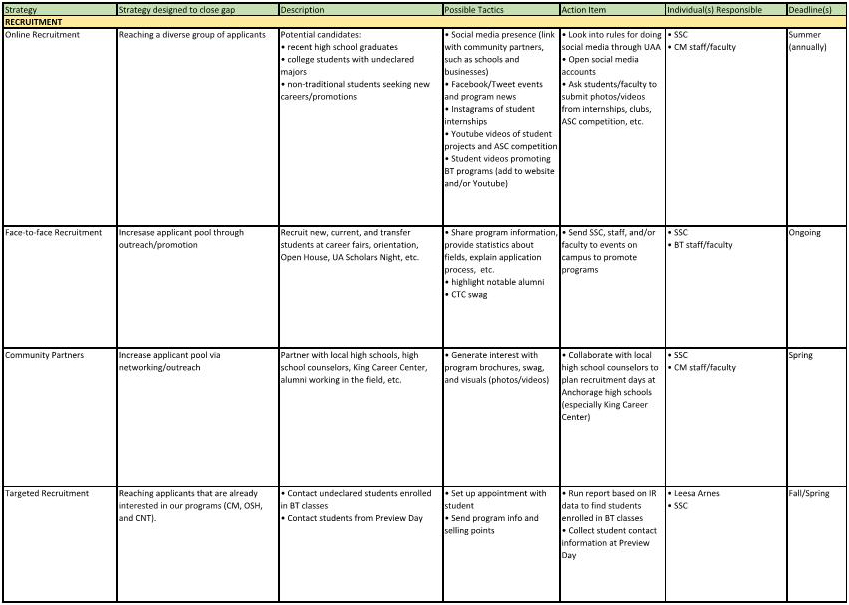 Strategy
Strategy designed to close gap
Description
Possible Tactics
Action Item
Individual(s) Responsible
Deadline(s)
RECRUITMENT
Online Recruitment
Reaching a diverse group of applicants
Potential candidates:
• recent high school graduates
• college students with undeclared
majors
• non-traditional students seeking new
careers/promotions
• Social media presence (link
with community partners,
such as schools and
businesses)
• Facebook/Tweet events
and program news
• Instagrams of student
internships
• Youtube videos of student
projects and ASC competition
• Student videos promoting
BT programs (add to website
and/or Youtube)
• Look into rules for doing
social media through UAA
• Open social media
accounts
• Ask students/faculty to
submit photos/videos
from internships, clubs,
ASC competition, etc.
• SSC
• CM staff/faculty
Summer
(annually)
Face-to-face Recruitment
Incresase applicant pool through
outreach/promotion
Recruit new, current, and transfer
students at career fairs, orientation,
Open House, UA Scholars Night, etc.
• Share program information,
provide statistics about
fields, explain application
process, etc.
• highlight notable alumni
• CTC swag
• Send SSC, staff, and/or
faculty to events on
campus to promote
programs
• SSC
• BT staff/faculty
Ongoing
Community Partners
Increase applicant pool via
networking/outreach
Partner with local high schools, high
school counselors, King Career Center,
alumni working in the field, etc.
• Generate interest with
program brochures, swag,
and visuals (photos/videos)
• Collaborate with local
high school counselors to
plan recruitment days at
Anchorage high schools
(especially King Career
Center)
• SSC
• CM staff/faculty
Spring
Targeted Recruitment
Reaching applicants that are already
interested in our programs (CM, OSH,
and CNT).
• Contact undeclared students enrolled
in BT classes
• Contact students from Preview Day
• Set up appointment with
student
• Send program info and
selling points
• Run report based on IR
data to find students
enrolled in BT classes
• Collect student contact
information at Preview
Day
• Leesa Arnes
• SSC
Fall/Spring